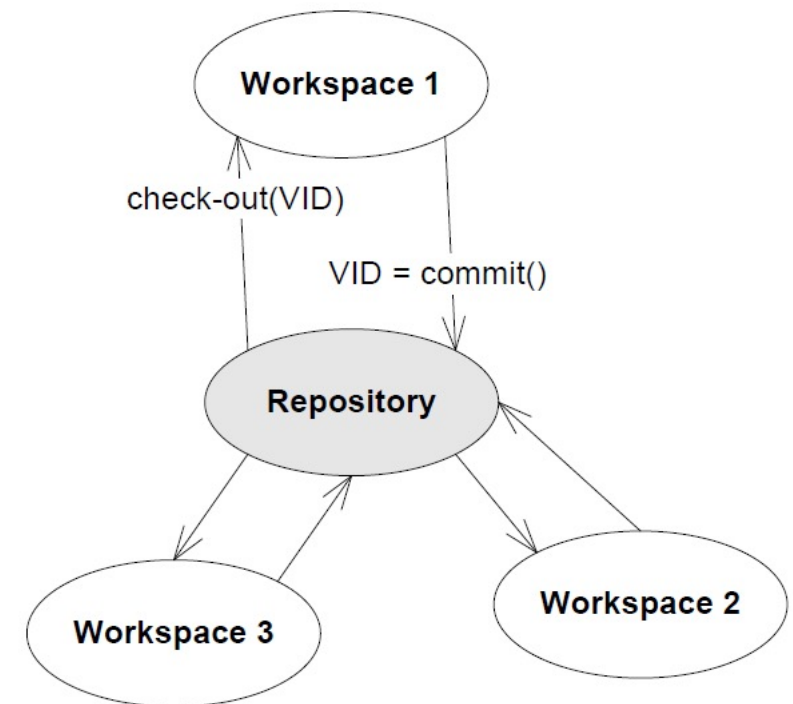 Workspace 1
check-out(VID)
VID = commit()
Repository
Workspace 2
Workspace 3